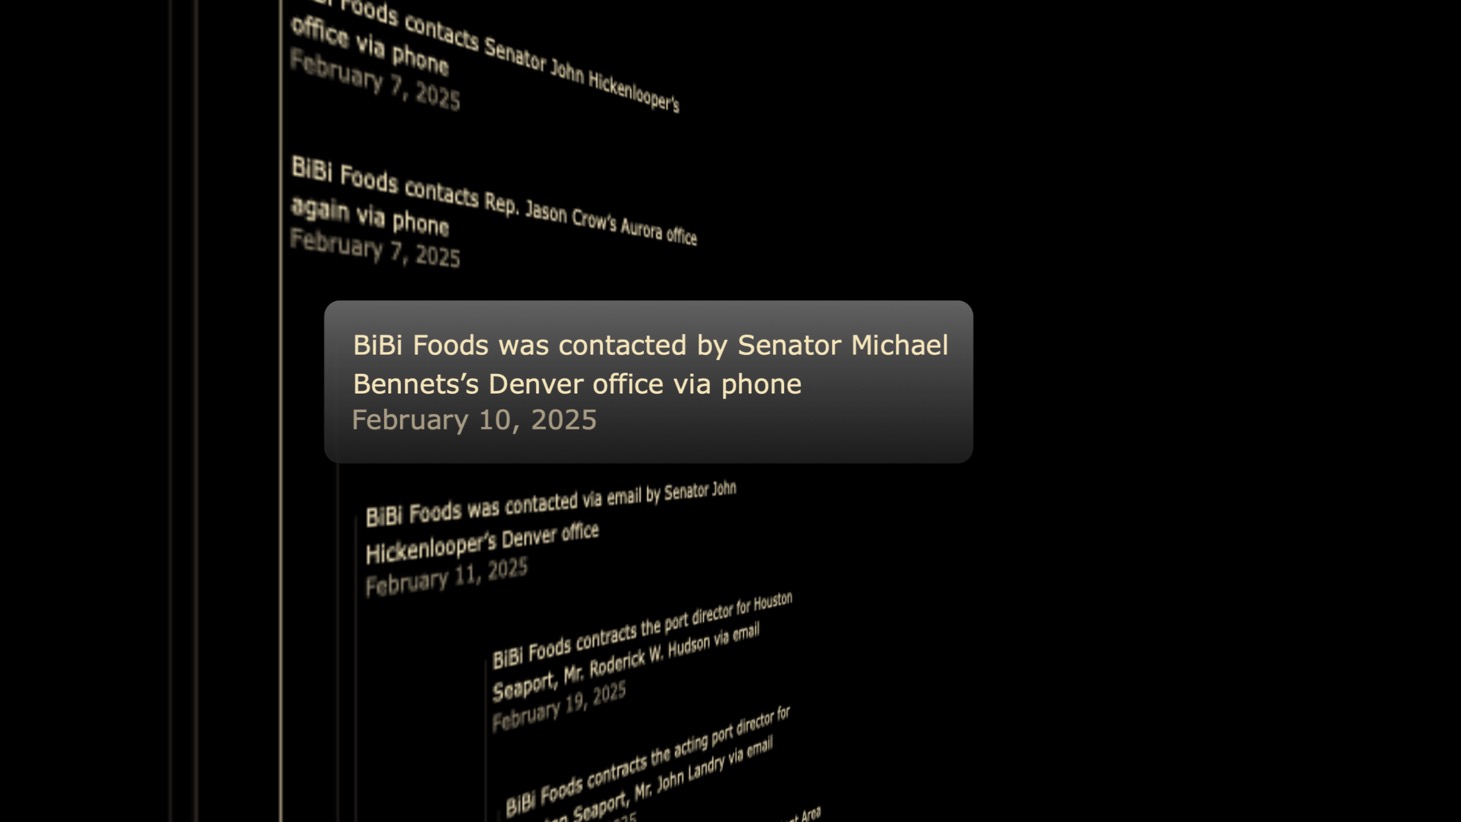 Foods contacts Senator John Hickenlooper's
office via phone
February 7, 2025
BiBi Foods contacts Rep. Jason Crow's Aurora office
again via phone
February 7, 2025
BiBi Foods was contacted by Senator Michael
Bennets’s Denver office via phone
February 10, 2025
BiBi Foods was contacted via email by Senator John
Hickenlooper’s Denver office
February 11, 2025
BiBi Foods contracts the port director for Houston
Seaport, Mr. Roderick W. Hudson via email
February 19, 2025
BiBi Foods contracts the acting port director for
Seaport, Mr. John Landry via email
Area